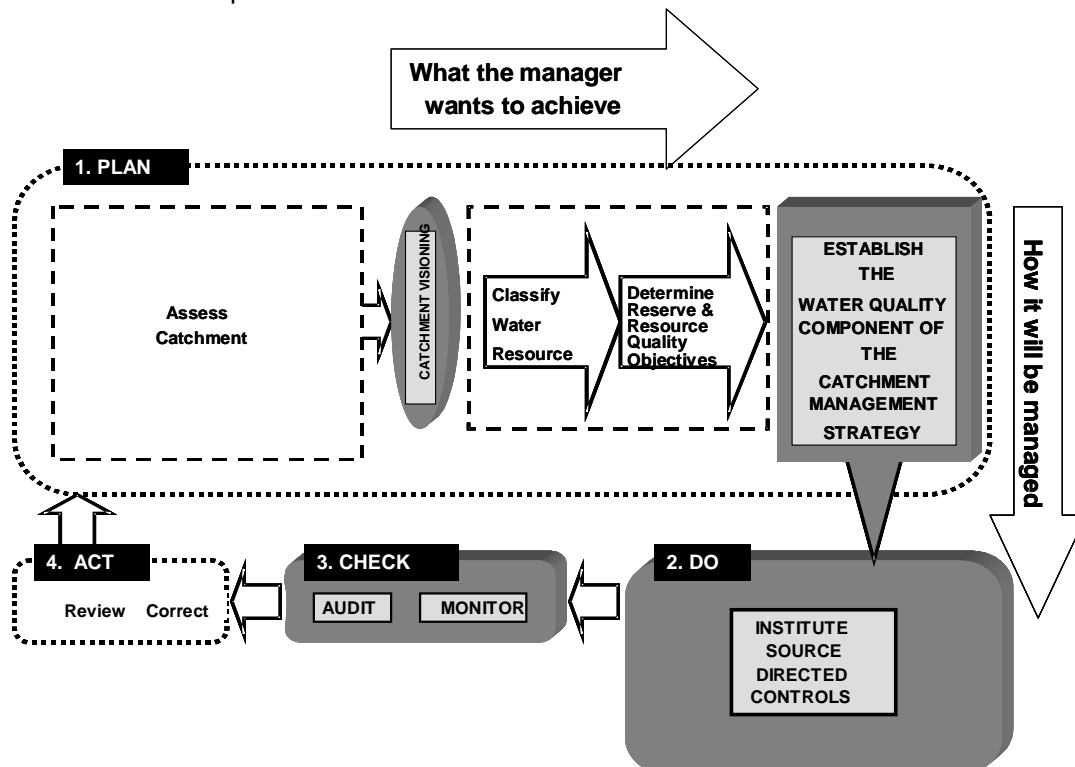 What the manager
wants to achieve
1. PLAN
Assess
Catchment
CATCHMENT VISIONING
Classify
Water
Resource
Determine
Reserve &
Resource
Quality
Objectives
ESTABLISH
THE
WATER QUALITY
COMPONENT OF
THE
CATCHMENT
MANAGEMENT
STRATEGY
How it will be managed
4. ACT
Review Correct
3. CHECK
AUDIT
MONITOR
2. DO
INSTITUTE
SOURCE
DIRECTED
CONTROLS